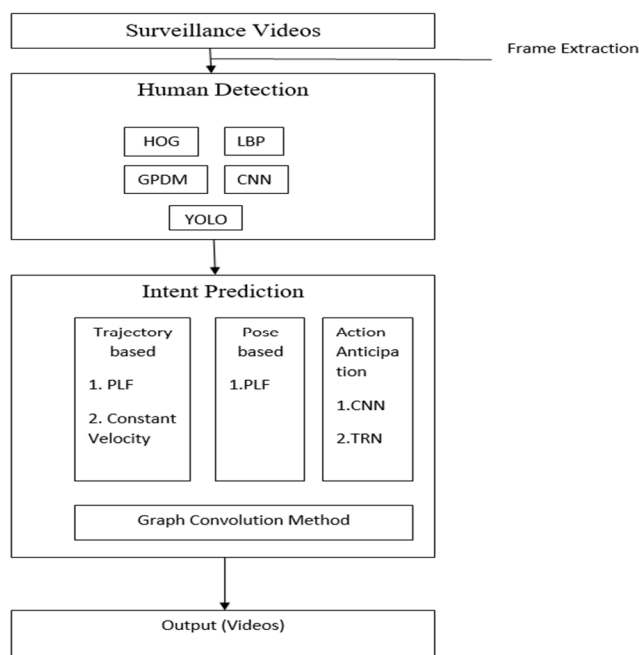 Surveillance Videos
Frame Extraction
Human Detection
HOG
LBP
GPDM
CNN
YOLO
Intent Prediction
Trajectory
based
1. PLF
2. Constant
Velocity
Pose
based
1.PLF
Action
Anticipa
tion
1.CNN
2.TRN
Graph Convolution Method
Output (Videos)